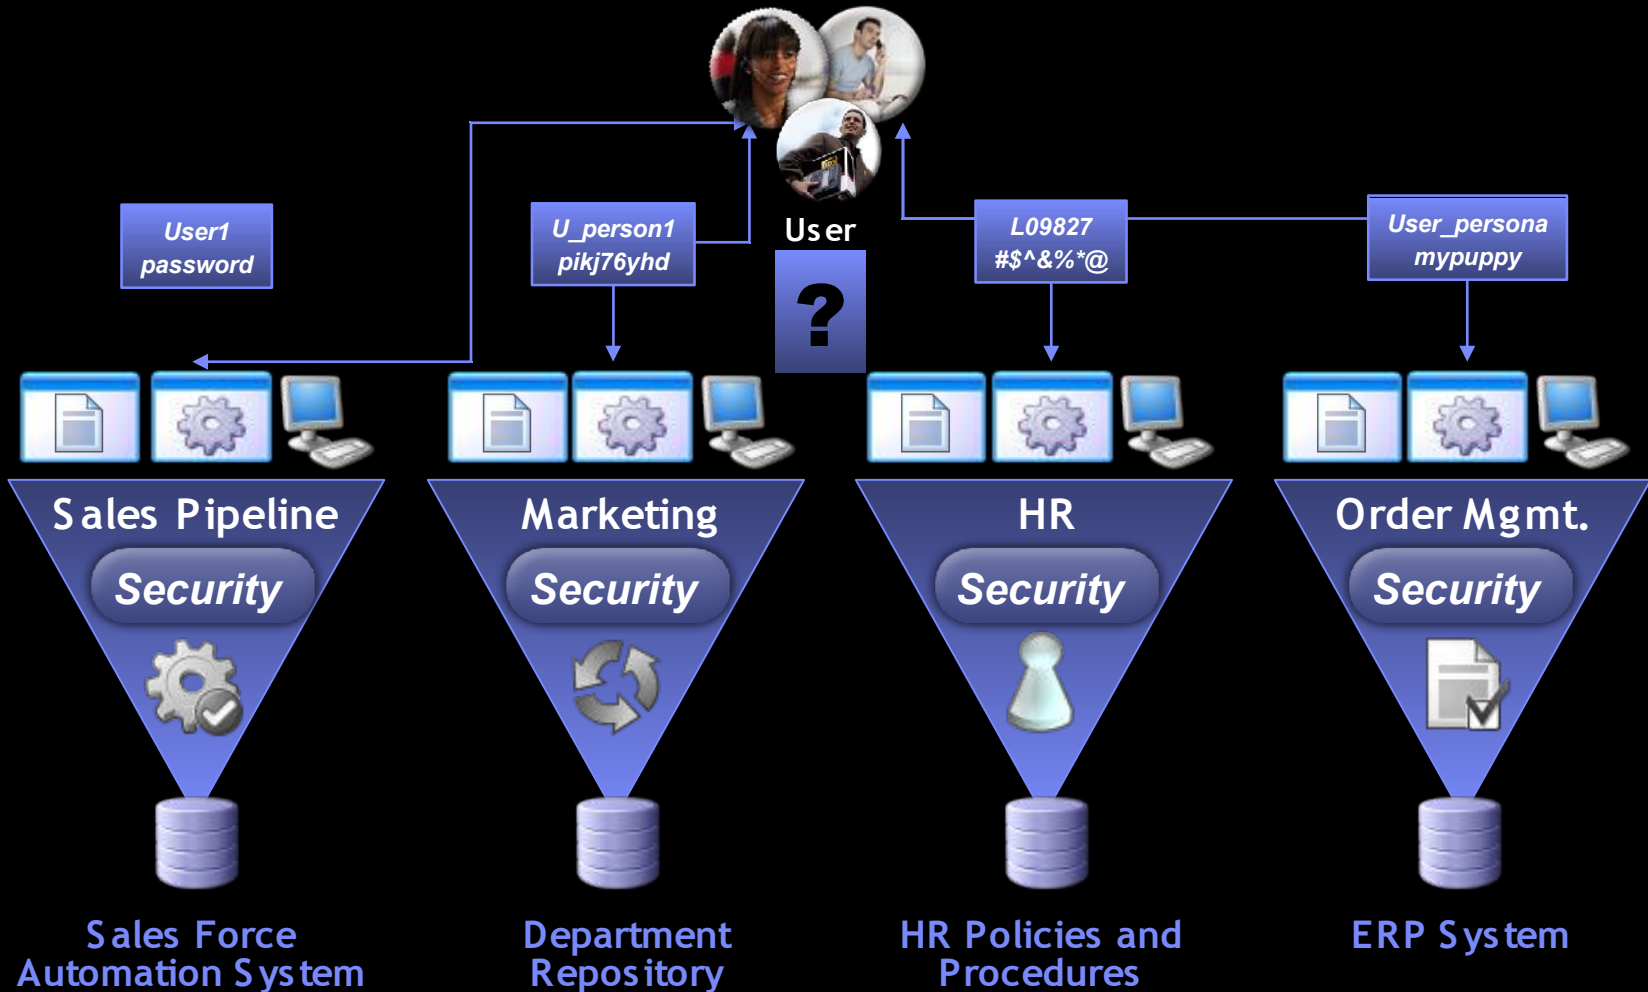 User
?
User1
password
U_person1
pikj76yhd
L09827
#$^&%*@
User_persona
mypuppy
Sales Pipeline
Security
Marketing
Security
HR
Security
Order Mgmt.
Security
Sales Force
Automation System
Department
Repository
HR Policies and
Procedures
ERP System